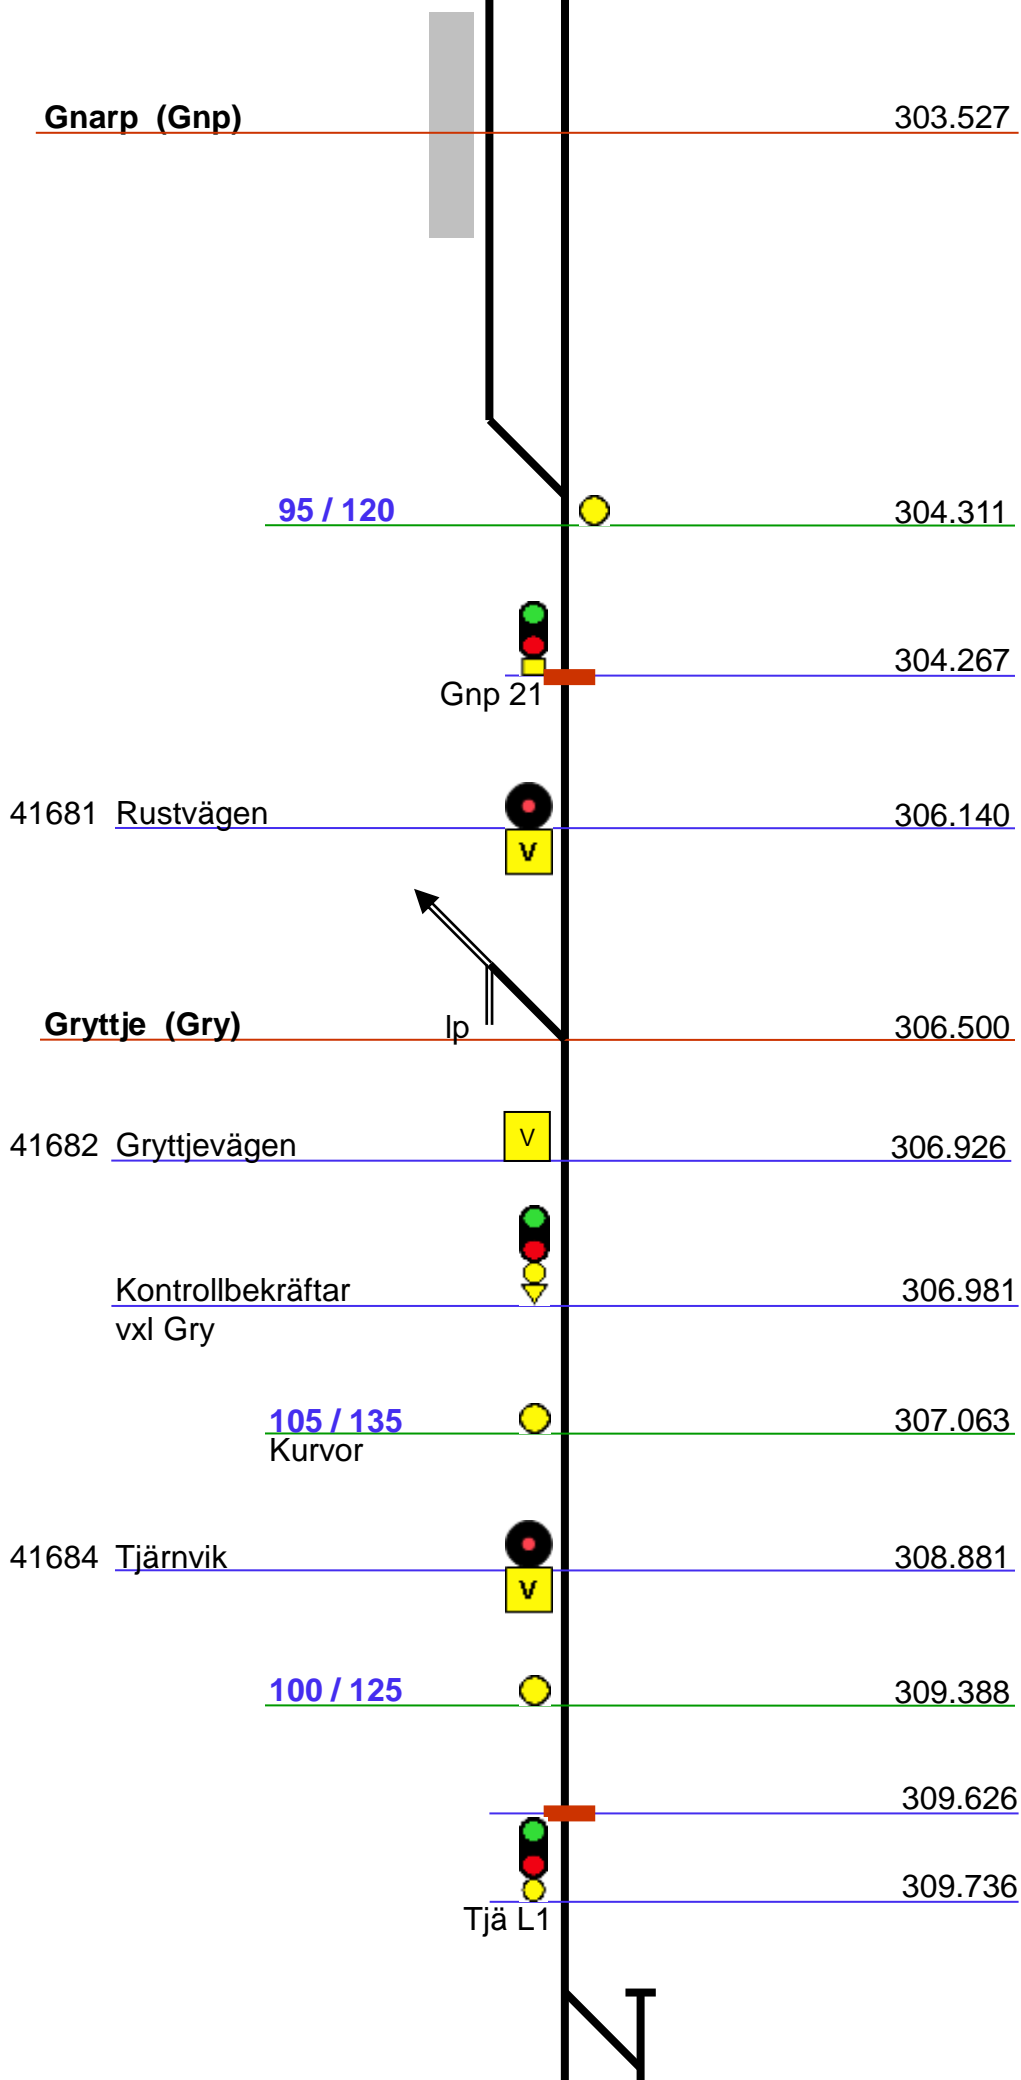 Gnarp (Gnp) 303.527
95 / 120 304.311
304.267
Gnp 21
41681 Rustvägen 306.140
V
Gryttje (Gry) lp 306.500
41682 Gryttjevägen V 306.926
Kontrollbekräftar 306.981
vxl Gry
105 / 135 307.063
Kurvor
41684 Tjärnvik 308.881
V
100 / 125 309.388
309.626
309.736
Tjä L1